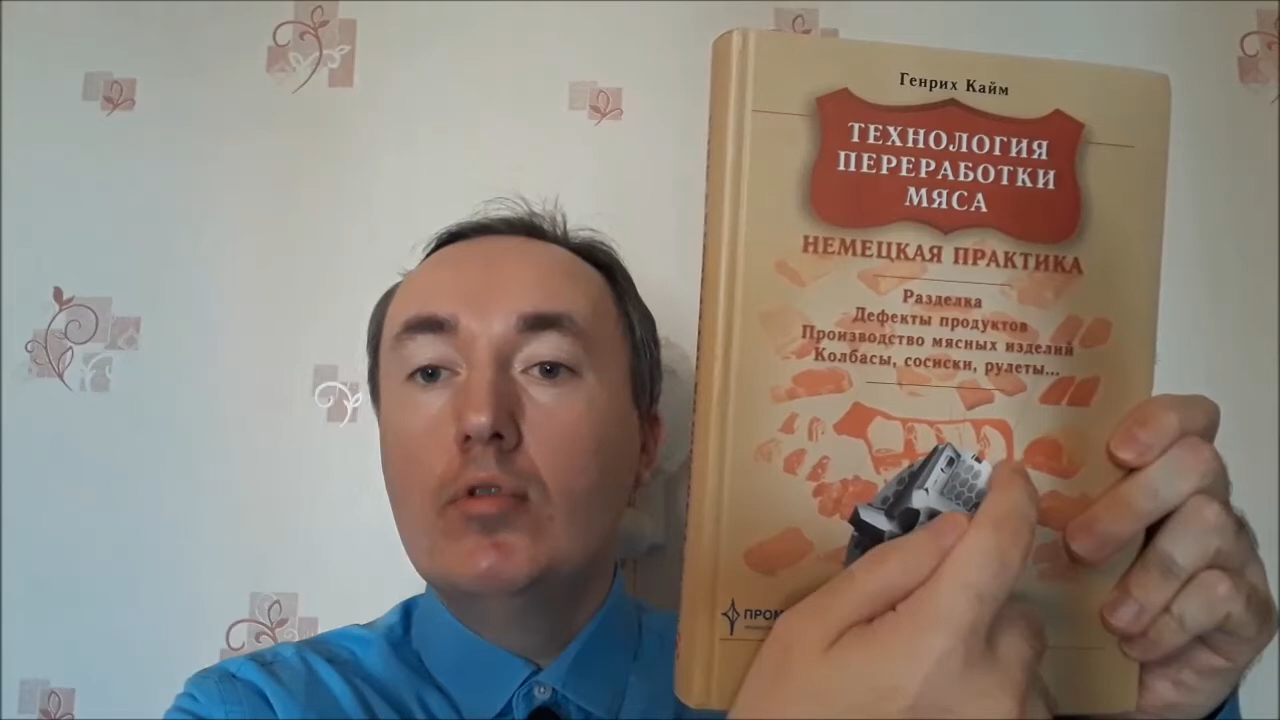 Генрих Кайм
ТЕХНОЛОГИЯ
ПЕРЕРАБОТКИ
МЯСА
НЕМЕЦКАЯ ПРАКТИКА
Разделка
Дефекты продуктов
Производство мясных изделий
Колбасы, сосиски, рулеты...